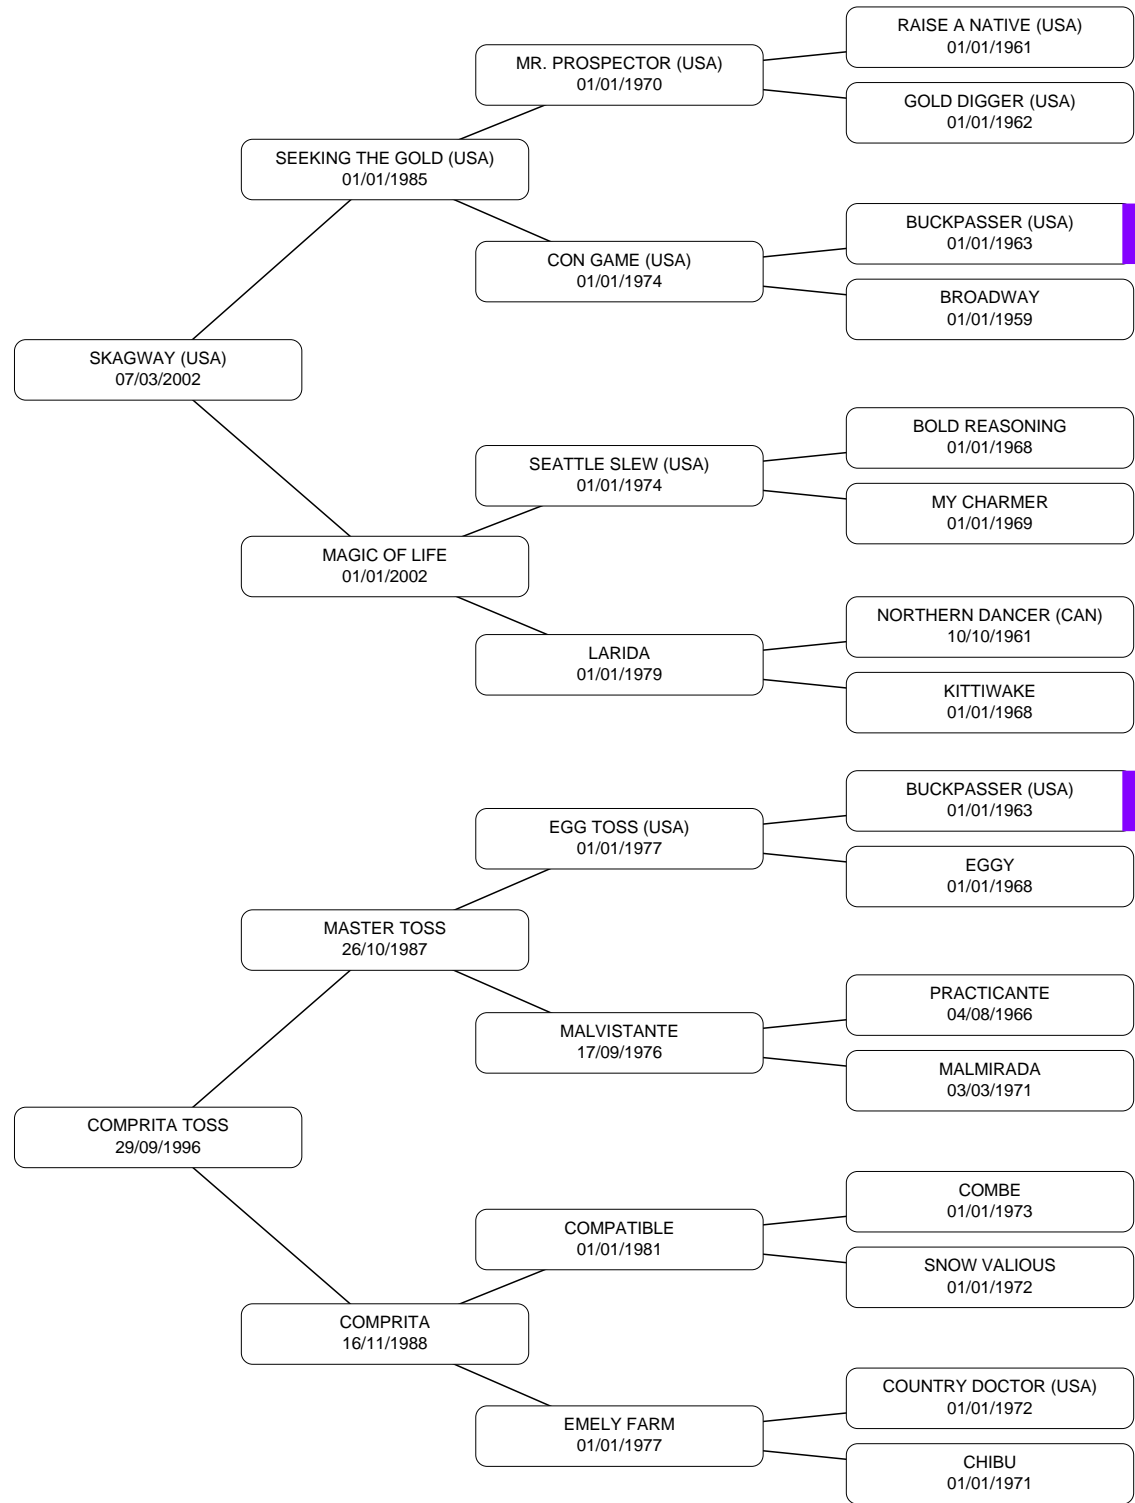 RAISE A NATIVE (USA)
01/01/1961
MR. PROSPECTOR (USA)
01/01/1970
GOLD DIGGER (USA)
01/01/1962
SEEKING THE GOLD (USA)
01/01/1985
BUCKPASSER (USA)
01/01/1963
CON GAME (USA)
01/01/1974
BROADWAY
01/01/1959
SKAGWAY (USA)
07/03/2002
BOLD REASONING
01/01/1968
SEATTLE SLEW (USA)
01/01/1974
MY CHARMER
01/01/1969
MAGIC OF LIFE
01/01/2002
NORTHERN DANCER (CAN)
10/10/1961
LARIDA
01/01/1979
KITTIWAKE
01/01/1968
BUCKPASSER (USA)
01/01/1963
EGG TOSS (USA)
01/01/1977
EGGY
01/01/1968
MASTER TOSS
26/10/1987
PRACTICANTE
04/08/1966
MALVISTANTE
17/09/1976
MALMIRADA
03/03/1971
COMPRITA TOSS
29/09/1996
COMBE
01/01/1973
COMPATIBLE
01/01/1981
SNOW VALIOUS
01/01/1972
COMPRITA
16/11/1988
COUNTRY DOCTOR (USA)
01/01/1972
EMELY FARM
01/01/1977
CHIBU
01/01/1971